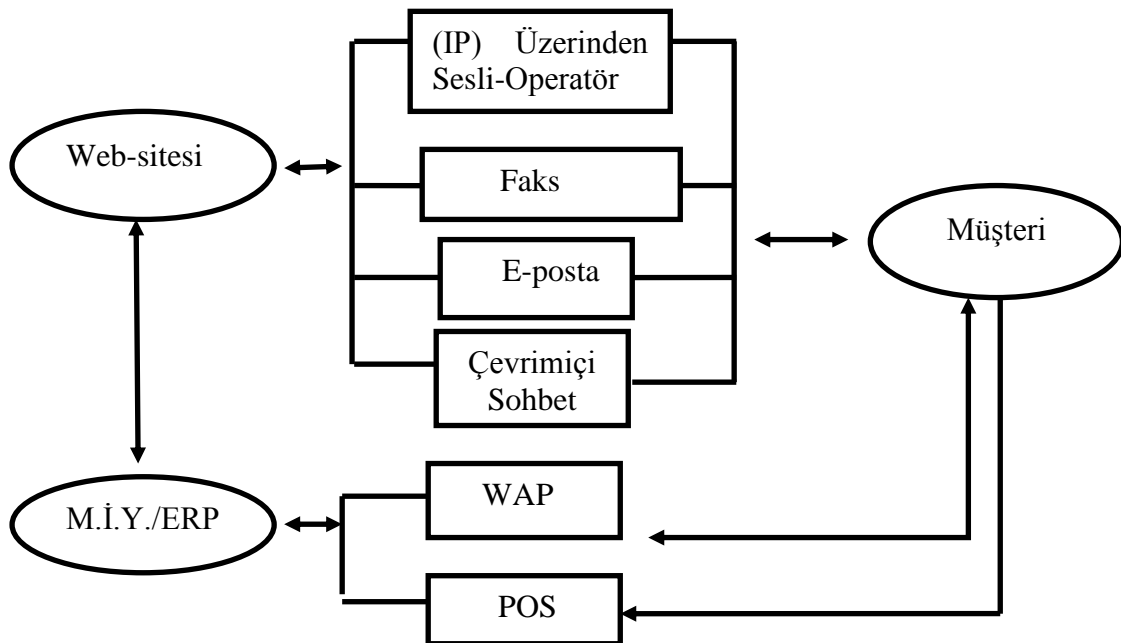 (IP) Üzerinden
Sesli-Operatör
Web-sitesi
Faks
Müşteri
E-posta
Çevrimiçi
Sohbet
WAP
M.İ.Y./ERP
POS